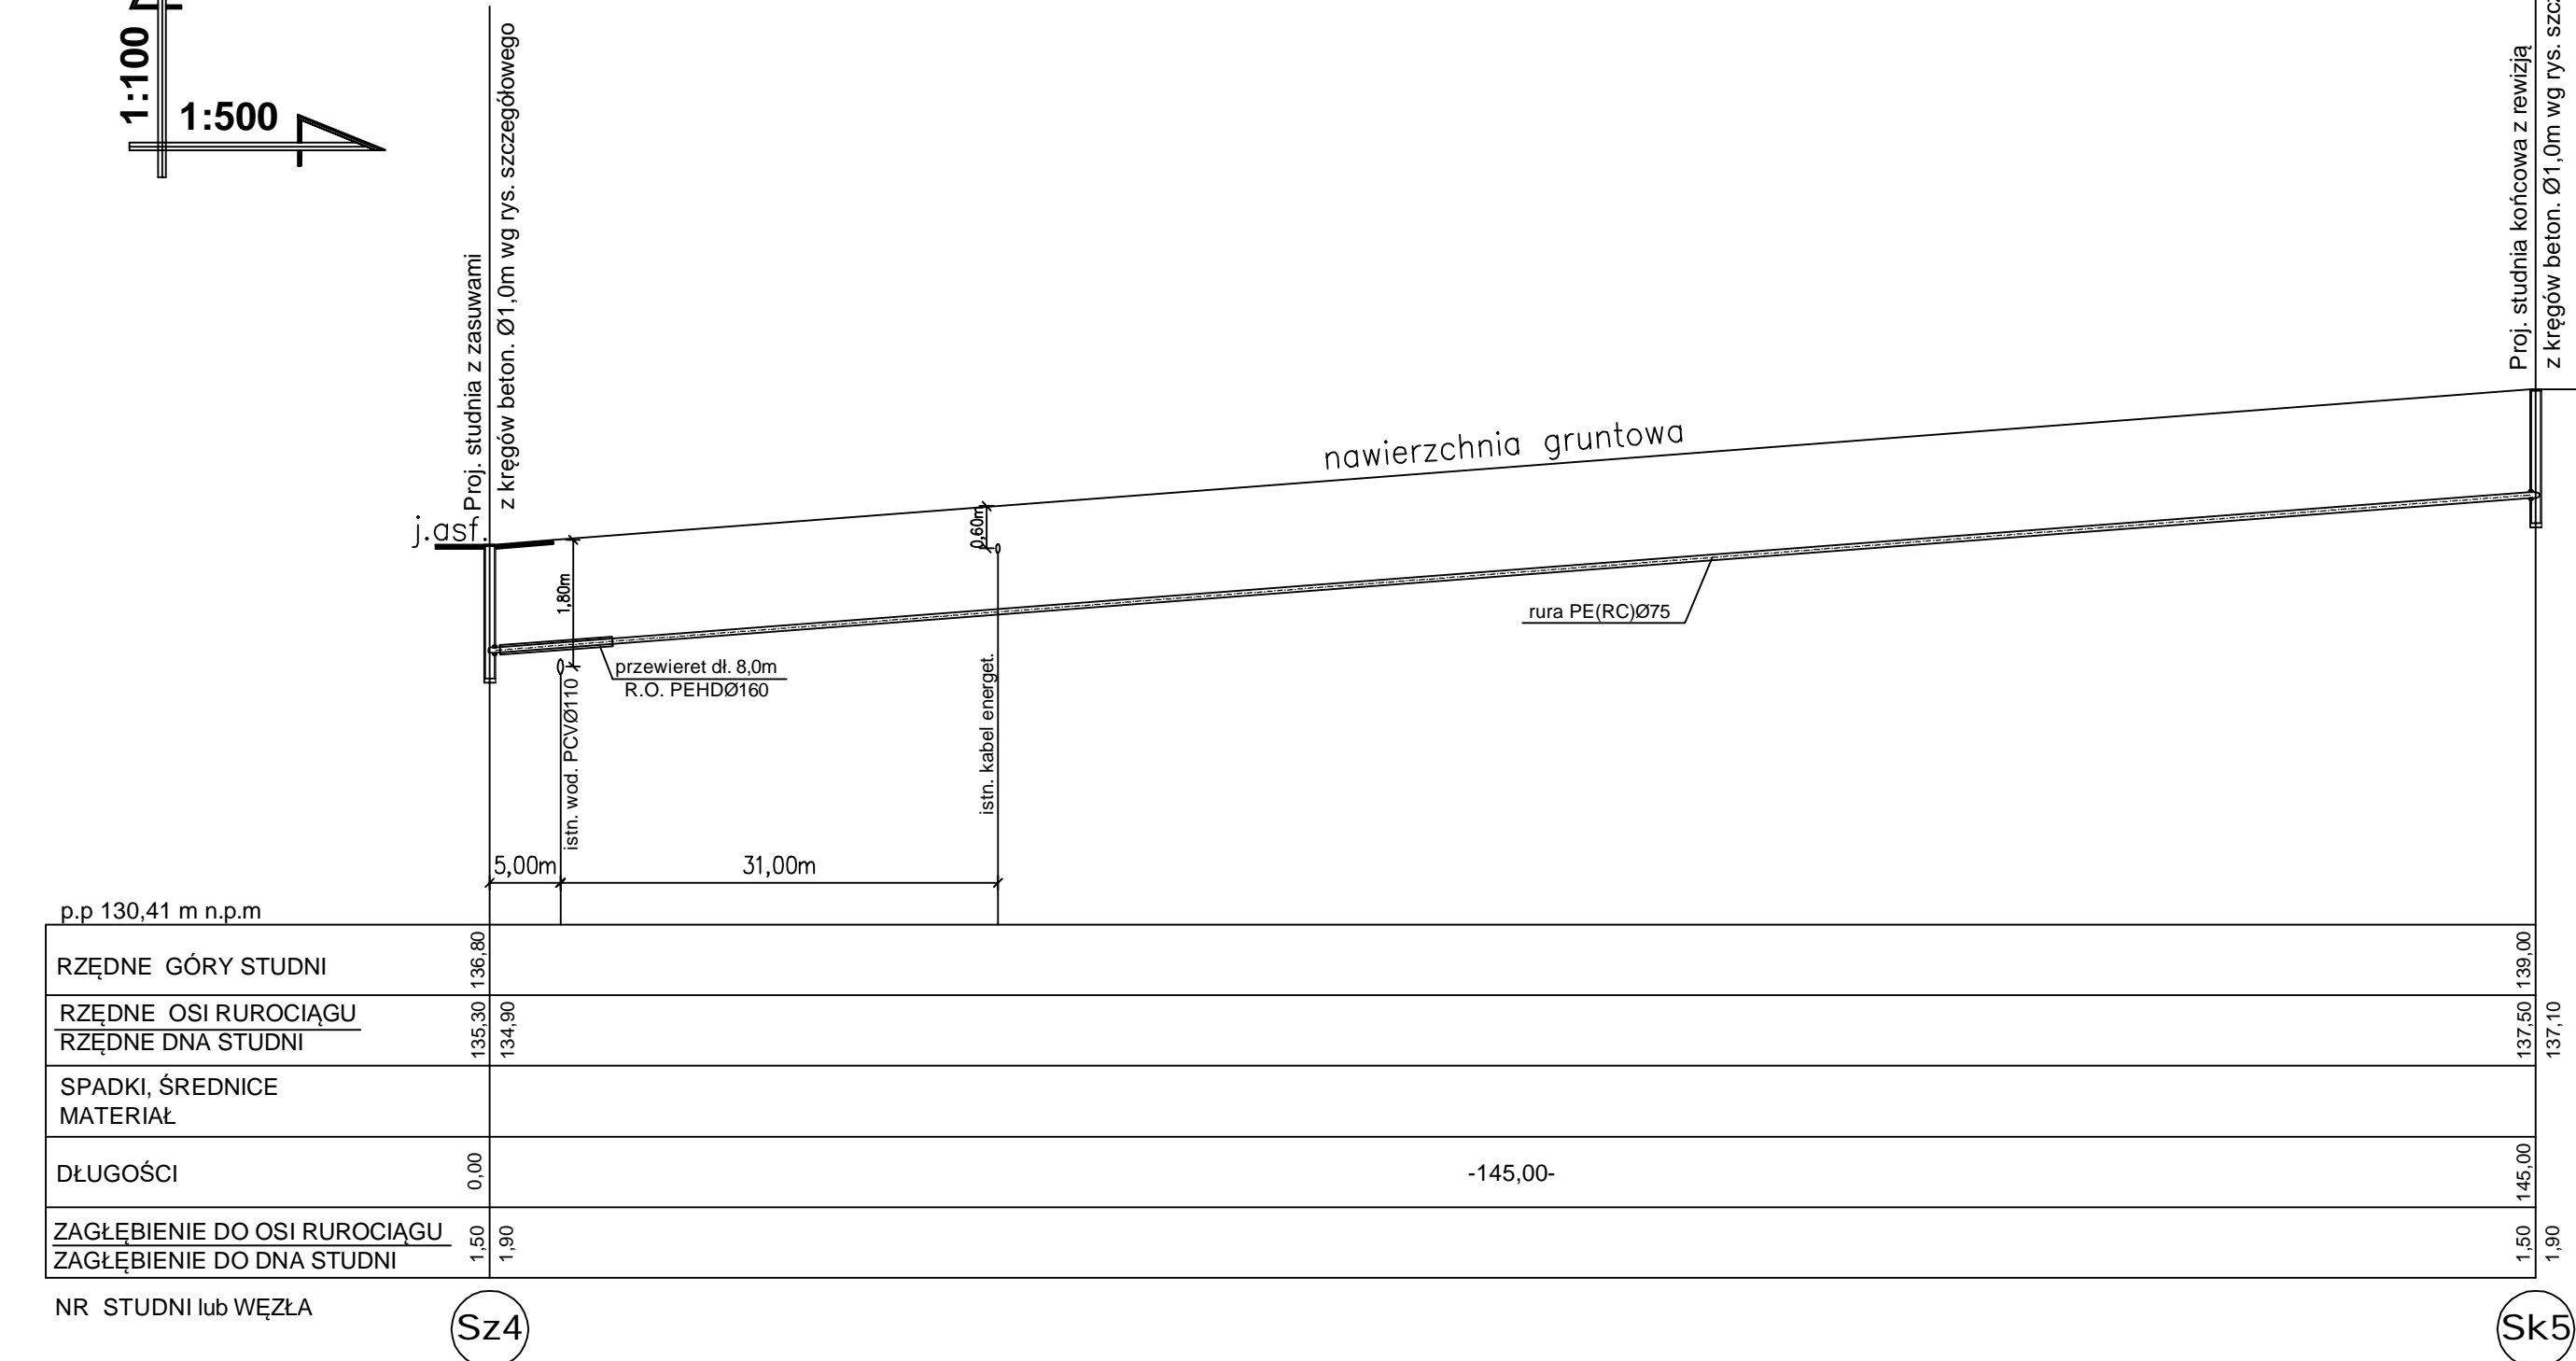 1:100
1:500
Proj. studnia z zasuwami
z kręgów beton. Ø1,0m wg rys. szczegółowego
Proj. studnia końcowa z rewizją
z kręgów beton. Ø1,0m wg rys.
j.asf.
nawierzchnia gruntowa
0,60m
1,80m
rura PE(RC)Ø75
przewieret dł. 8,0m
R.O. PEHDØ160
istn. wod. PCVØ110
istn. kabel energet.
5,00m
31,00m
p.p 130,41 m n.p.m
RZĘDNE GÓRY STUDNI
136,80
139,00
RZĘDNE OSI RUROCIĄGU
RZĘDNE DNA STUDNI
135,30
134,90
137,50
137,10
SPADKI, ŚREDNICE
MATERIAŁ
DŁUGOŚCI
0,00
-145,00-
145,00
ZAGŁĘBIENIE DO OSI RUROCIĄGU
ZAGŁĘBIENIE DO DNA STUDNI
1,50
1,90
1,50
1,90
NR STUDNI lub WĘZŁA
Sz4
Sk5